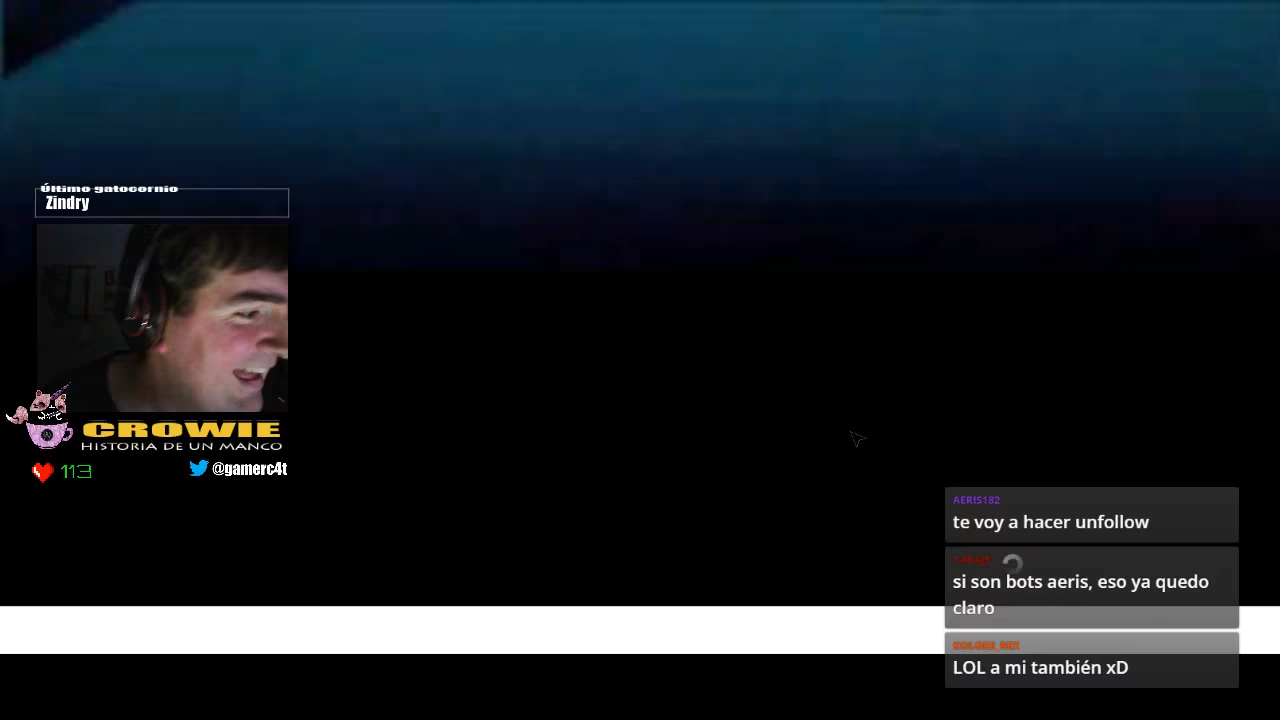 Último gatocornio
Zindry
CROWIE
HISTORIA DE UN MANCO
113
@gamerc4t
AERIS182
te voy a hacer unfollow
si son bots aeris, eso ya quedo
claro
LOL a mi también xD